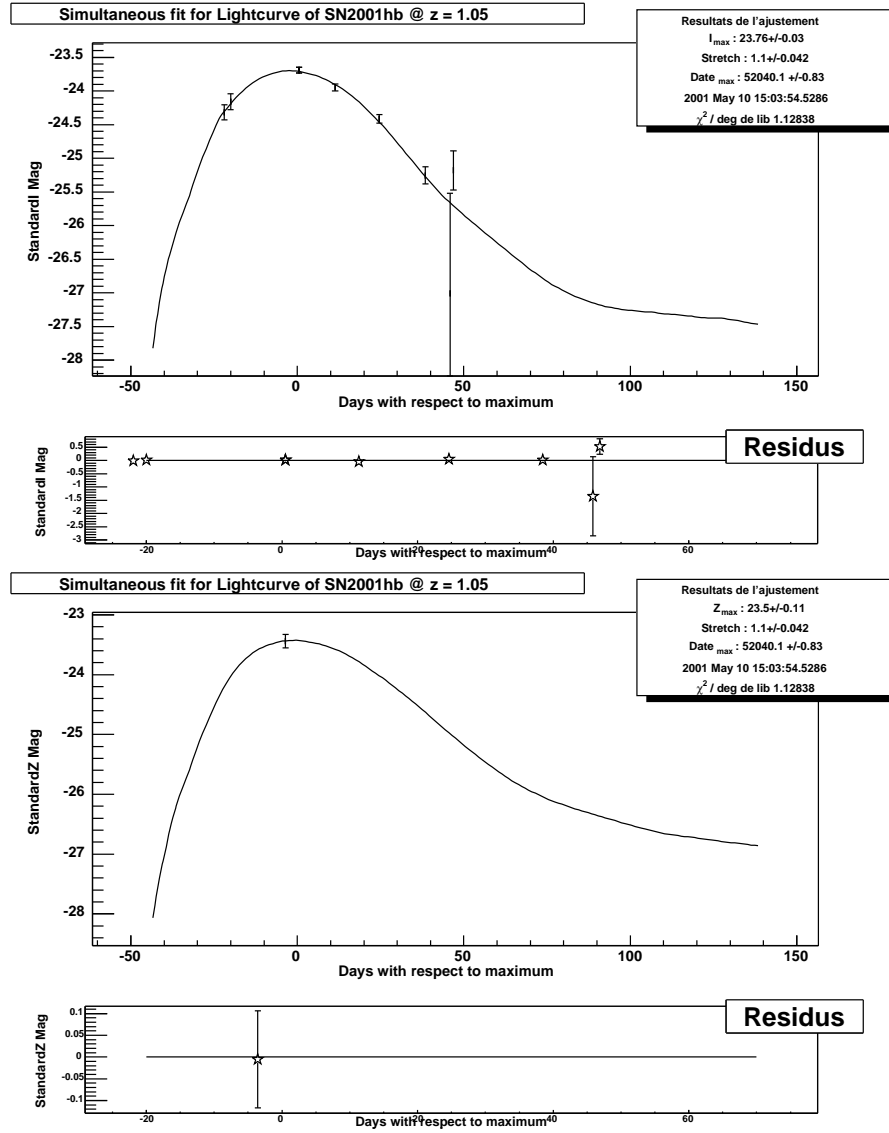 Simultaneous fit for Lightcurve of SN2001hb @ z = 1.05
Resultats de l'ajustement
I max : 23.76+/-0.03
Stretch : 1.1+/-0.042
Date max : 52040.1 +/-0.83
2001 May 10 15:03:54.5286
χ² / deg de lib 1.12838
StandardI Mag
-23.5
-24
-24.5
-25
-25.5
-26
-26.5
-27
-27.5
-28
-50 0 50 100 150
Days with respect to maximum
Residus
StandardI Mag
0.5
0
-0.5
-1
-1.5
-2
-2.5
-3
-20 0 20 40 60
Days with respect to maximum
Simultaneous fit for Lightcurve of SN2001hb @ z = 1.05
Resultats de l'ajustement
Z max : 23.5+/-0.11
Stretch : 1.1+/-0.042
Date max : 52040.1 +/-0.83
2001 May 10 15:03:54.5286
χ² / deg de lib 1.12838
StandardZ Mag
-23
-24
-25
-26
-27
-28
-50 0 50 100 150
Days with respect to maximum
Residus
StandardZ Mag
0.1
0.05
0
-0.05
-0.1
-20 0 20 40 60
Days with respect to maximum